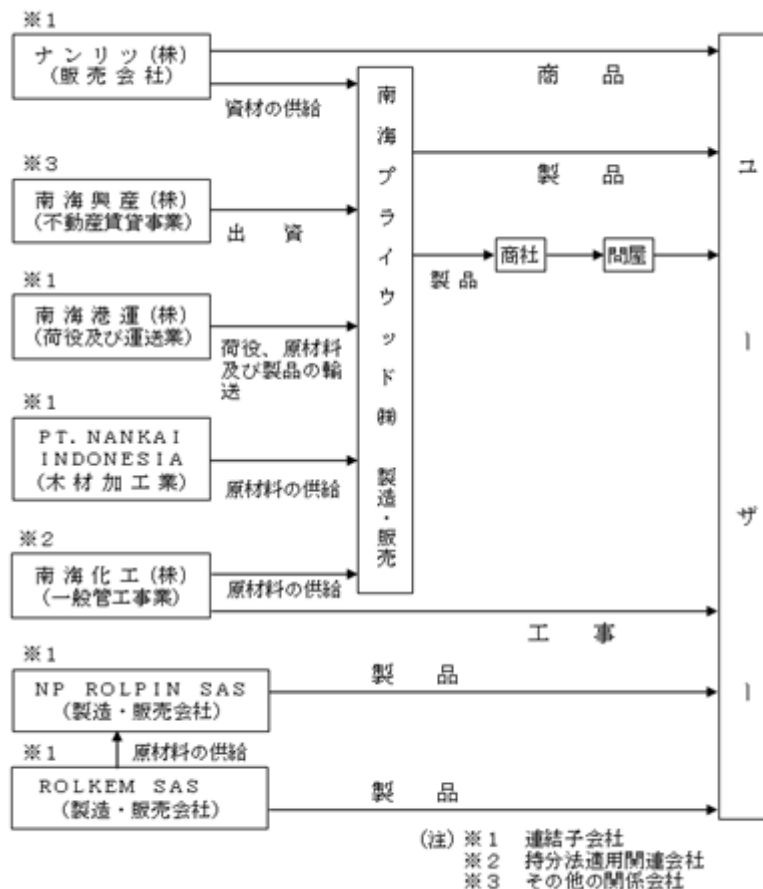 ※1
ナンリツ(株)
(販売会社)
資材の供給
商品
※3
南海興産(株)
(不動産賃貸事業)
出資
製品
製品
商社
問屋
※1
南海港運(株)
(荷役及び運送業)
荷役、原材料
及び製品の輸
送
※1
PT.NANKAI
INDONESIA
(木材加工業)
原材料の供給
※2
南海化工(株)
(一般管工事業)
原材料の供給
工事
南海プライウッド㈱ 製造・販売
ユーザー
※1
NP ROLPIN SAS
(製造・販売会社)
製品
※1
原材料の供給
ROLKEM SAS
(製造・販売会社)
製品
(注)※1 連結子会社
※2 持分法適用関連会社
※3 その他の関係会社